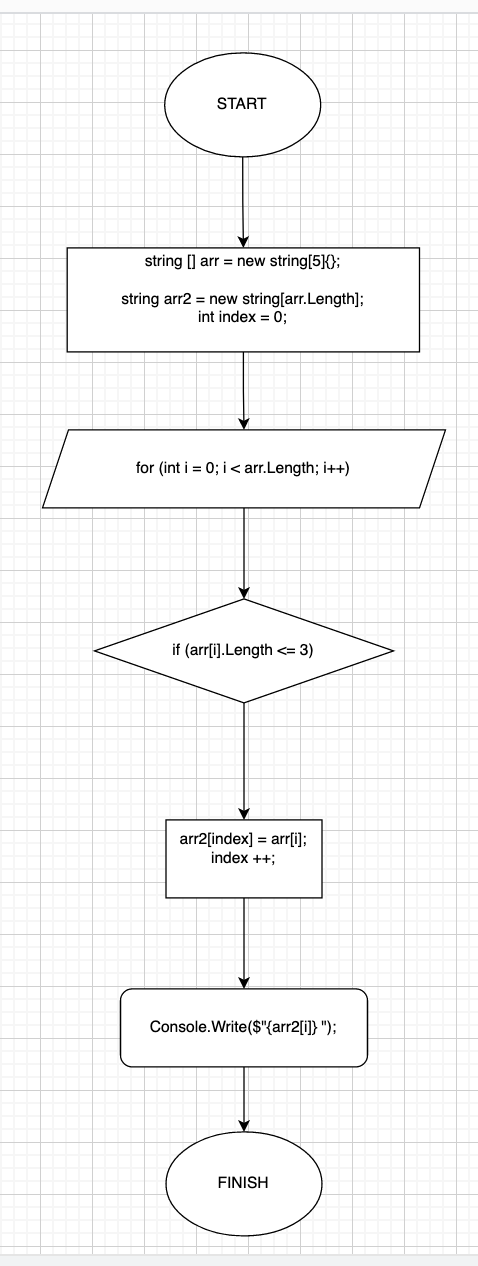 START
string [] arr = new string[5]{};
string arr2 = new string[arr.Length];
int index = 0;
for (int i = 0; i < arr.Length; i++)
if (arr[i].Length <= 3)
arr2[index] = arr[i];
index ++;
Console.Write($"{arr2[i]} ");
FINISH